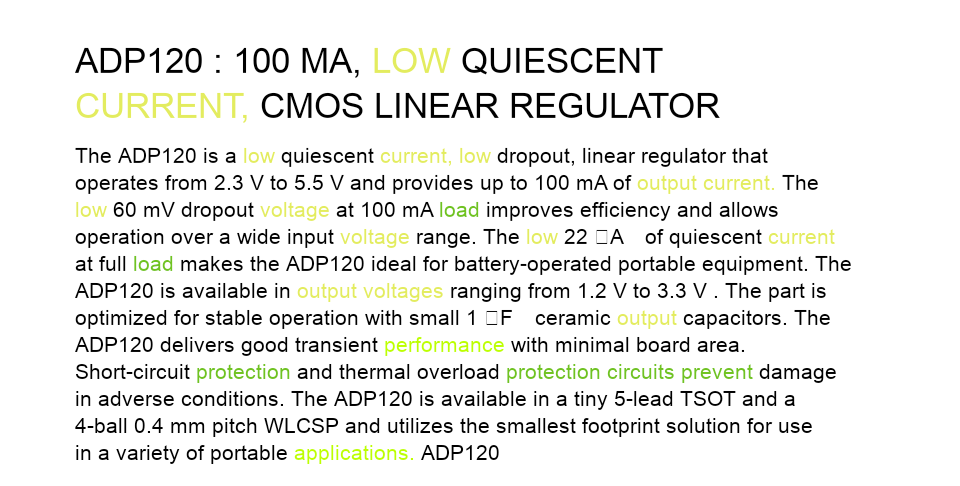 ADP120 : 100 MA, LOW QUIESCENT
CURRENT, CMOS LINEAR REGULATOR
The ADP120 is a low quiescent current, low dropout, linear regulator that
operates from 2.3 V to 5.5 V and provides up to 100 mA of output current. The
low 60 mV dropout voltage at 100 mA load improves efficiency and allows
operation over a wide input voltage range. The low 22 □A of quiescent current
at full load makes the ADP120 ideal for battery-operated portable equipment. The
ADP120 is available in output voltages ranging from 1.2 V to 3.3 V . The part is
optimized for stable operation with small 1 □F ceramic output capacitors. The
ADP120 delivers good transient performance with minimal board area.
Short-circuit protection and thermal overload protection circuits prevent damage
in adverse conditions. The ADP120 is available in a tiny 5-lead TSOT and a
4-ball 0.4 mm pitch WLCSP and utilizes the smallest footprint solution for use
in a variety of portable applications. ADP120